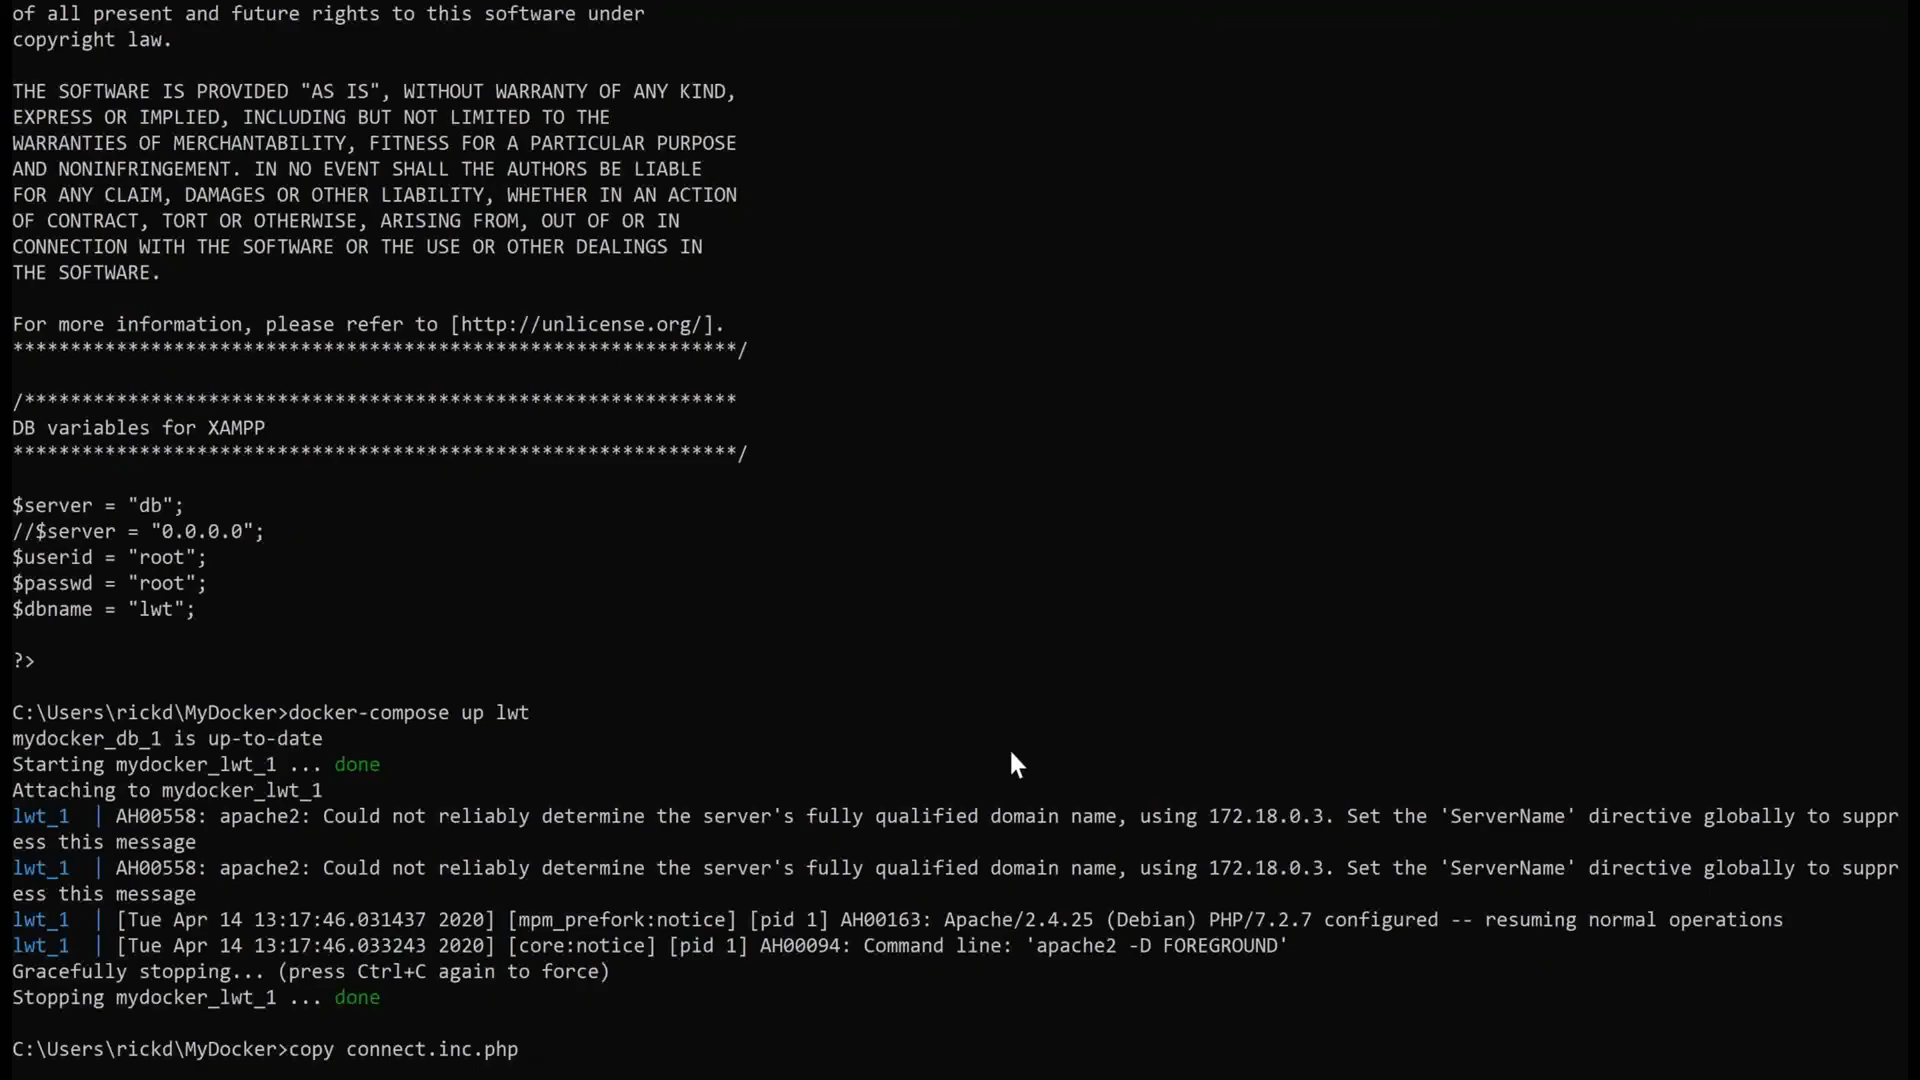 of all present and future rights to this software under
copyright law.
THE SOFTWARE IS PROVIDED "AS IS", WITHOUT WARRANTY OF ANY KIND,
EXPRESS OR IMPLIED, INCLUDING BUT NOT LIMITED TO THE
WARRANTIES OF MERCHANTABILITY, FITNESS FOR A PARTICULAR PURPOSE
AND NONINFRINGEMENT. IN NO EVENT SHALL THE AUTHORS BE LIABLE
FOR ANY CLAIM, DAMAGES OR OTHER LIABILITY, WHETHER IN AN ACTION
OF CONTRACT, TORT OR OTHERWISE, ARISING FROM, OUT OF OR IN
CONNECTION WITH THE SOFTWARE OR THE USE OR OTHER DEALINGS IN
THE SOFTWARE.
For more information, please refer to [http://unlicense.org/].
***************************************************************/
/**************************************************************
DB variables for XAMPP
***************************************************************/
$server = "db";
//$server = "0.0.0.0";
$userid = "root";
$passwd = "root";
$dbname = "lwt";
?>
C:\Users\rickd\MyDocker>docker-compose up lwt
mydocker_db_1 is up-to-date
Starting mydocker_lwt_1 ... done
Attaching to mydocker_lwt_1
lwt_1  | AH00558: apache2: Could not reliably determine the server's fully qualified domain name, using 172.18.0.3. Set the 'ServerName' directive globally to suppr
ess this message
lwt_1  | AH00558: apache2: Could not reliably determine the server's fully qualified domain name, using 172.18.0.3. Set the 'ServerName' directive globally to suppr
ess this message
lwt_1  | [Tue Apr 14 13:17:46.031437 2020] [mpm_prefork:notice] [pid 1] AH00163: Apache/2.4.25 (Debian) PHP/7.2.7 configured -- resuming normal operations
lwt_1  | [Tue Apr 14 13:17:46.033243 2020] [core:notice] [pid 1] AH00094: Command line: 'apache2 -D FOREGROUND'
Gracefully stopping... (press Ctrl+C again to force)
Stopping mydocker_lwt_1 ... done
C:\Users\rickd\MyDocker>copy connect.inc.php